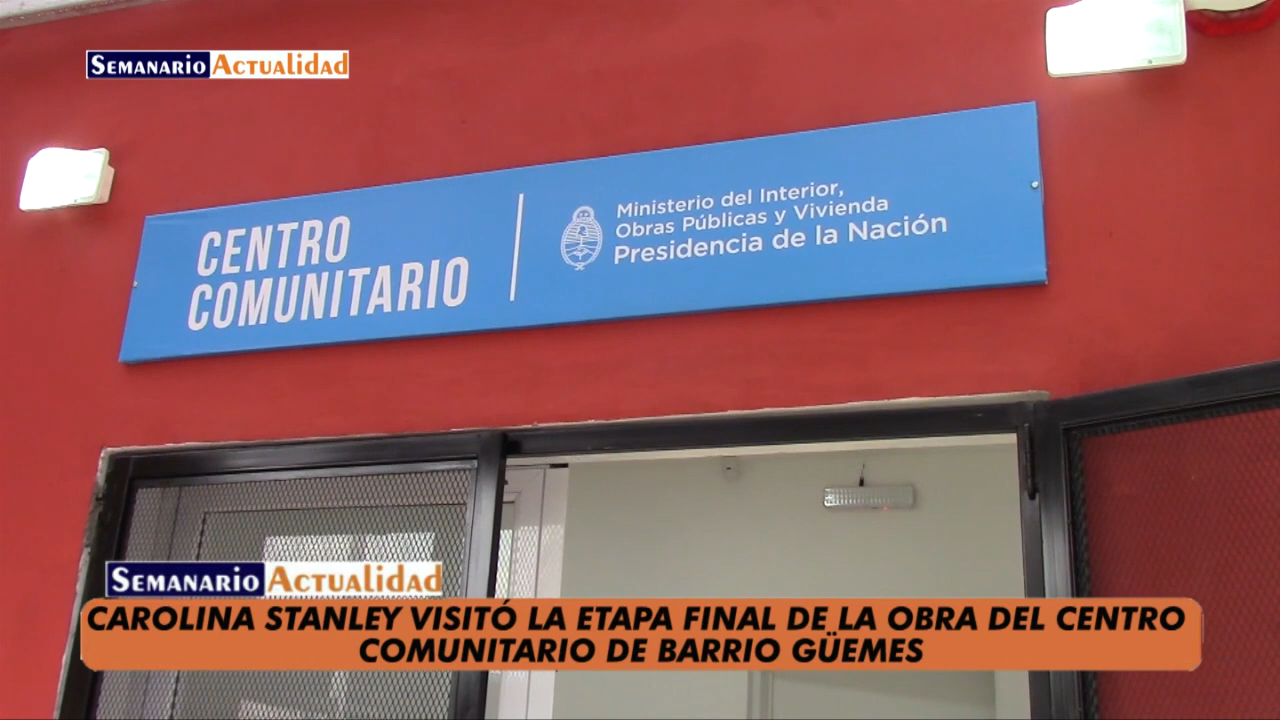 SEMANARIO ACTUALIDAD
CENTRO
COMUNITARIO
Ministerio del Interior,
Obras Públicas y Vivienda
Presidencia de la Nación
SEMANARIO ACTUALIDAD
CAROLINA STANLEY VISITÓ LA ETAPA FINAL DE LA OBRA DEL CENTRO
COMUNITARIO DE BARRIO GÜEMES